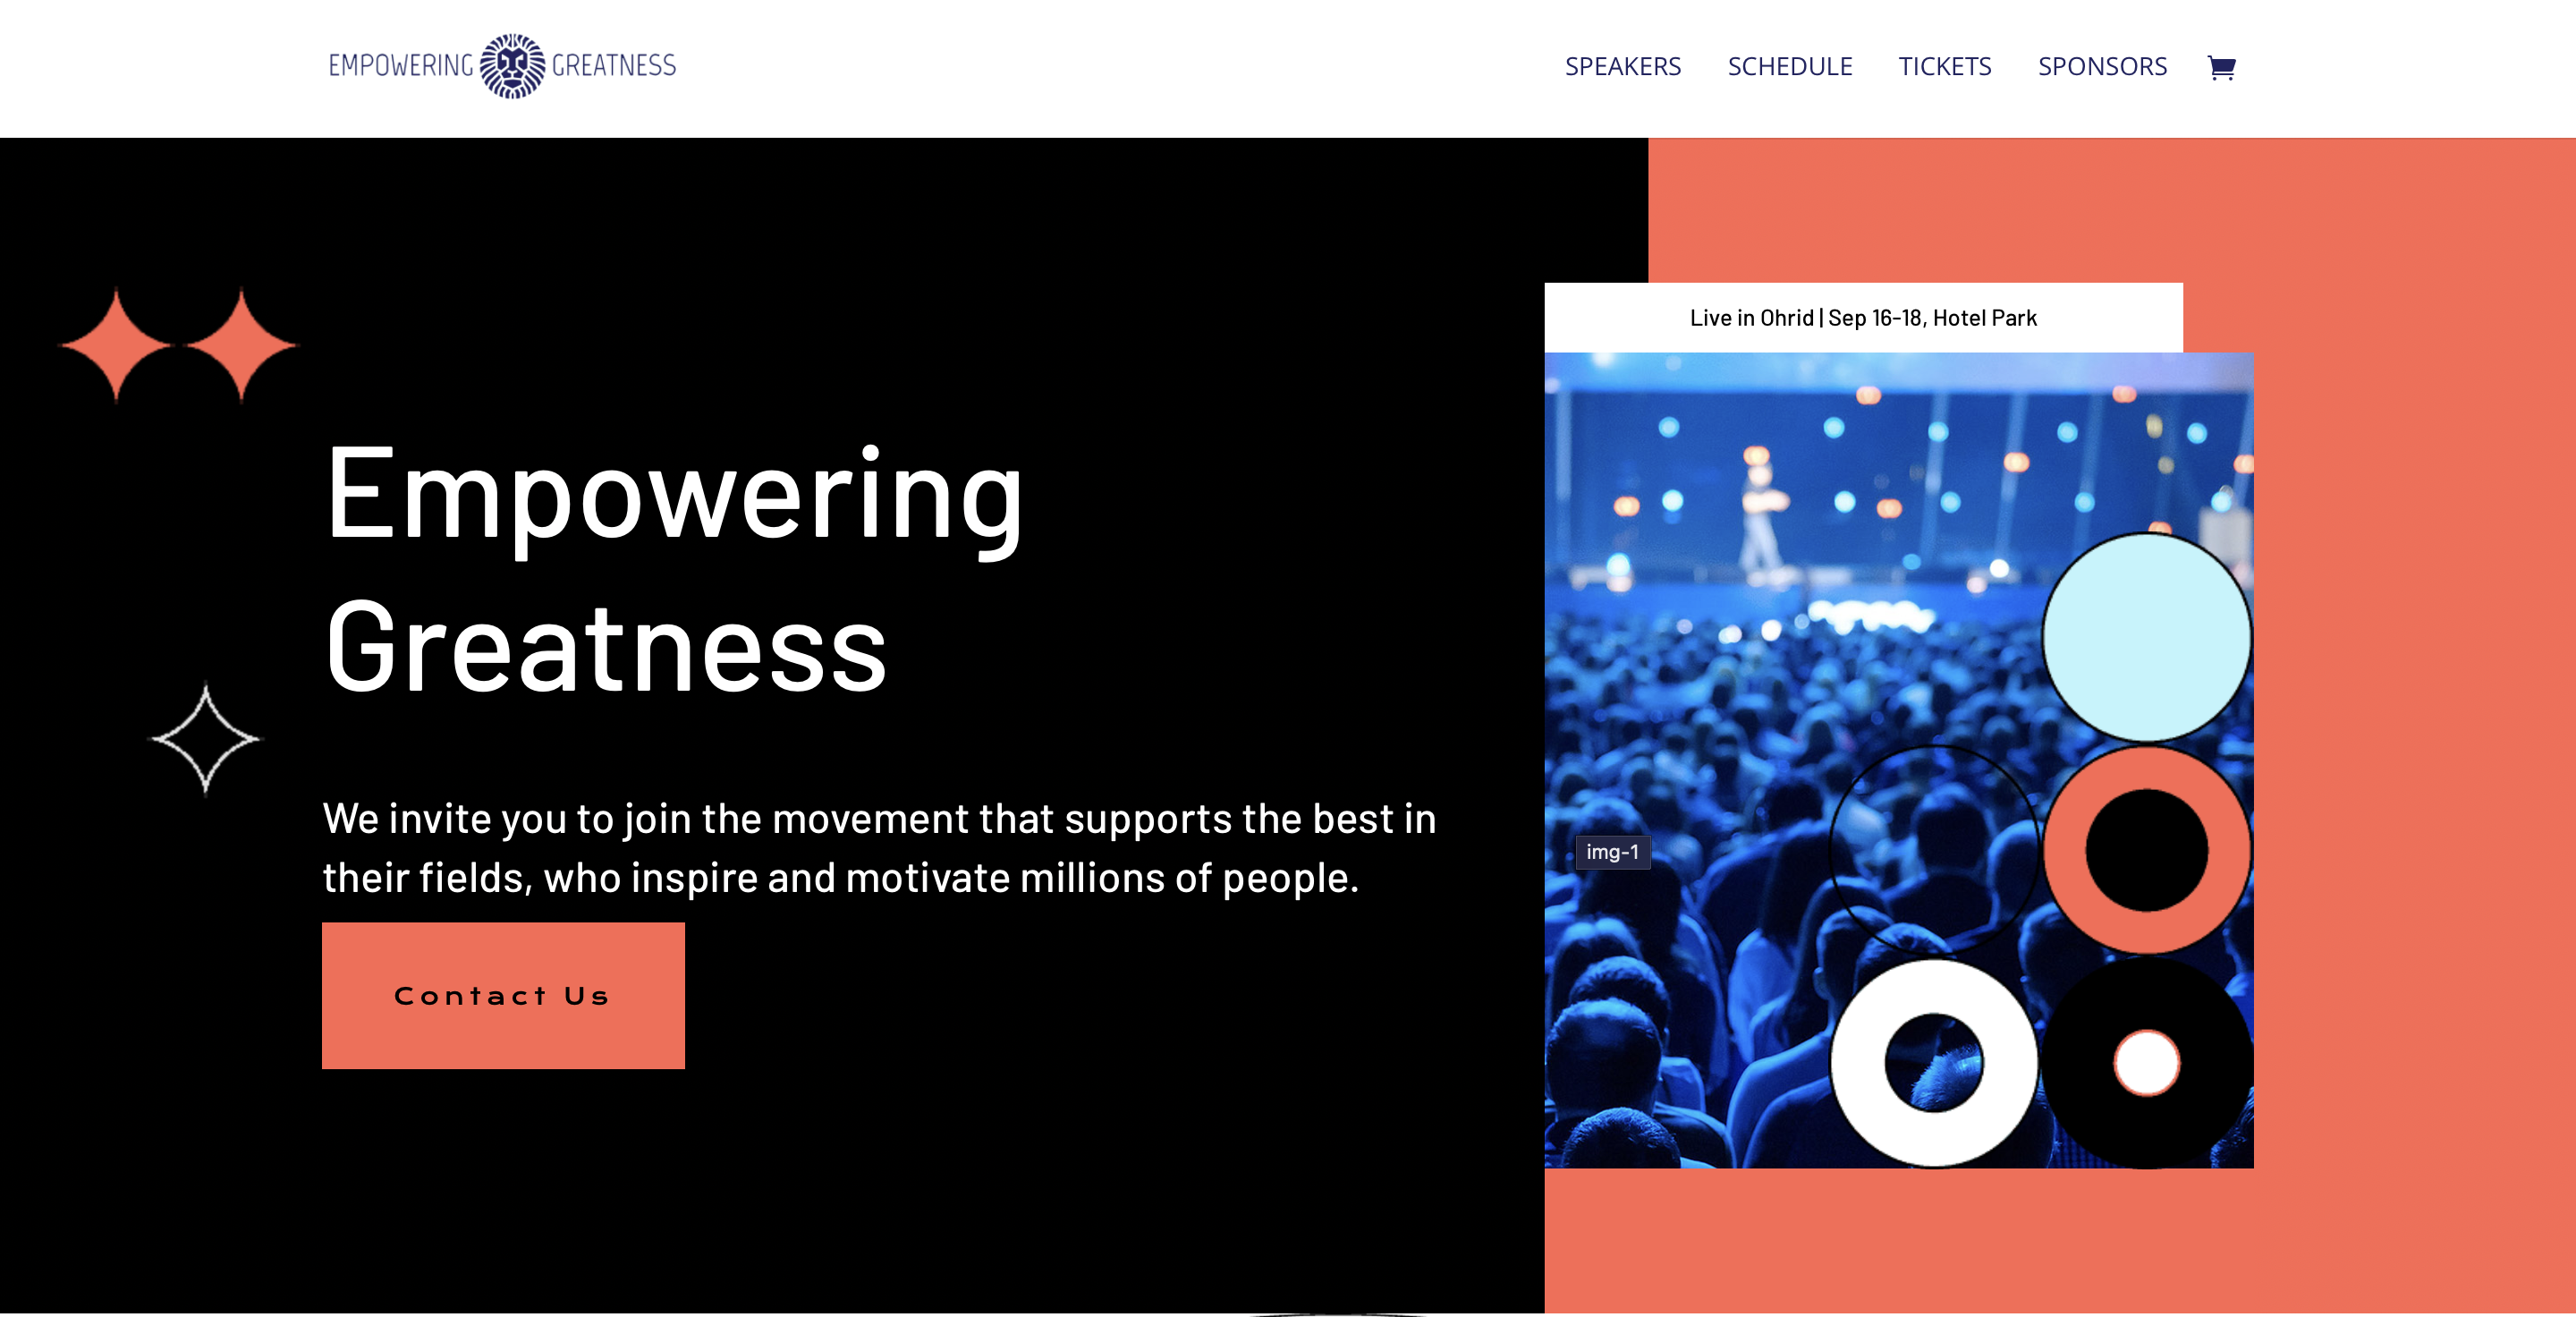 EMPOWERING GREATNESS
SPEAKERS SCHEDULE TICKETS SPONSORS
Live in Ohrid | Sep 16-18, Hotel Park
Empowering
Greatness
We invite you to join the movement that supports the best in
their fields, who inspire and motivate millions of people.
img-1
Contact Us